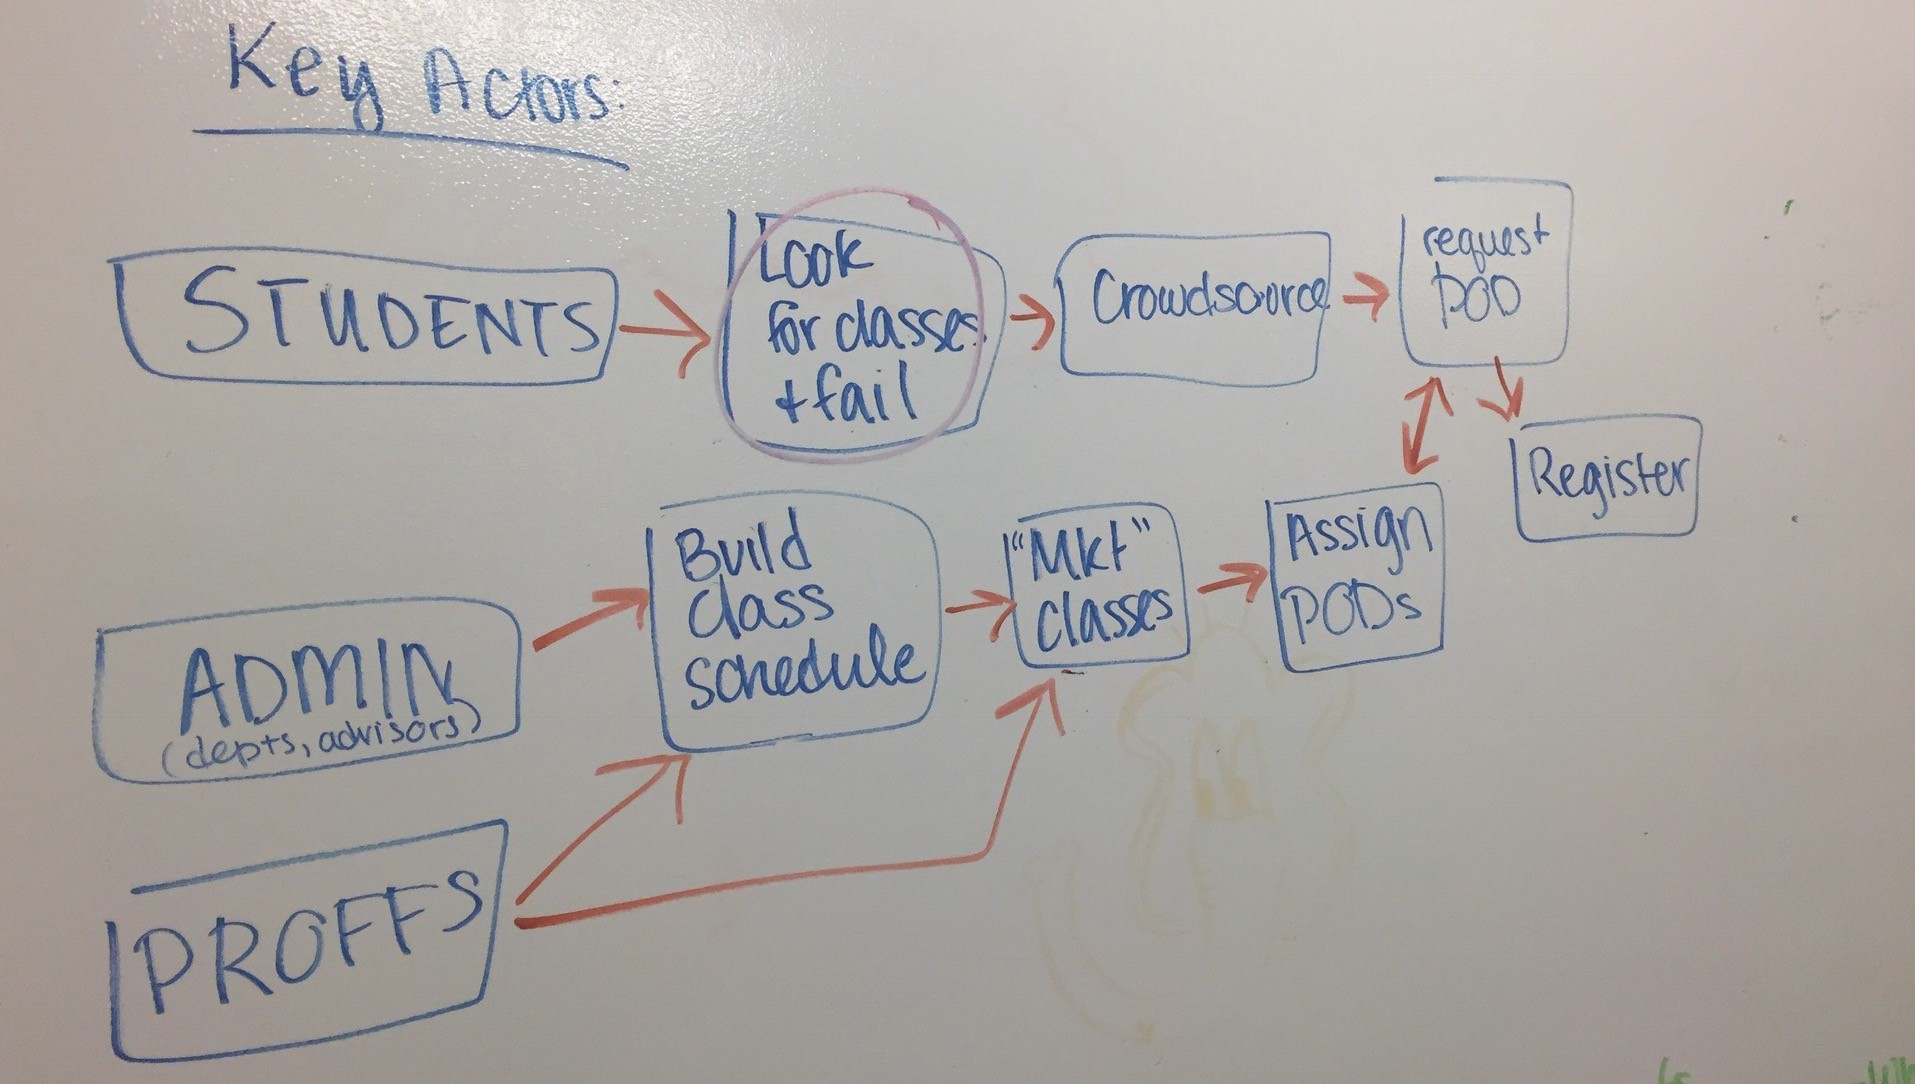 Key Actors:
STUDENTS
Look
for classes
+ fail
Crowdsource
request
POD
Register
ADMIN
(depts, advisors)
Build
class
schedule
"Mkt"
classes
Assign
PODs
PROFFS